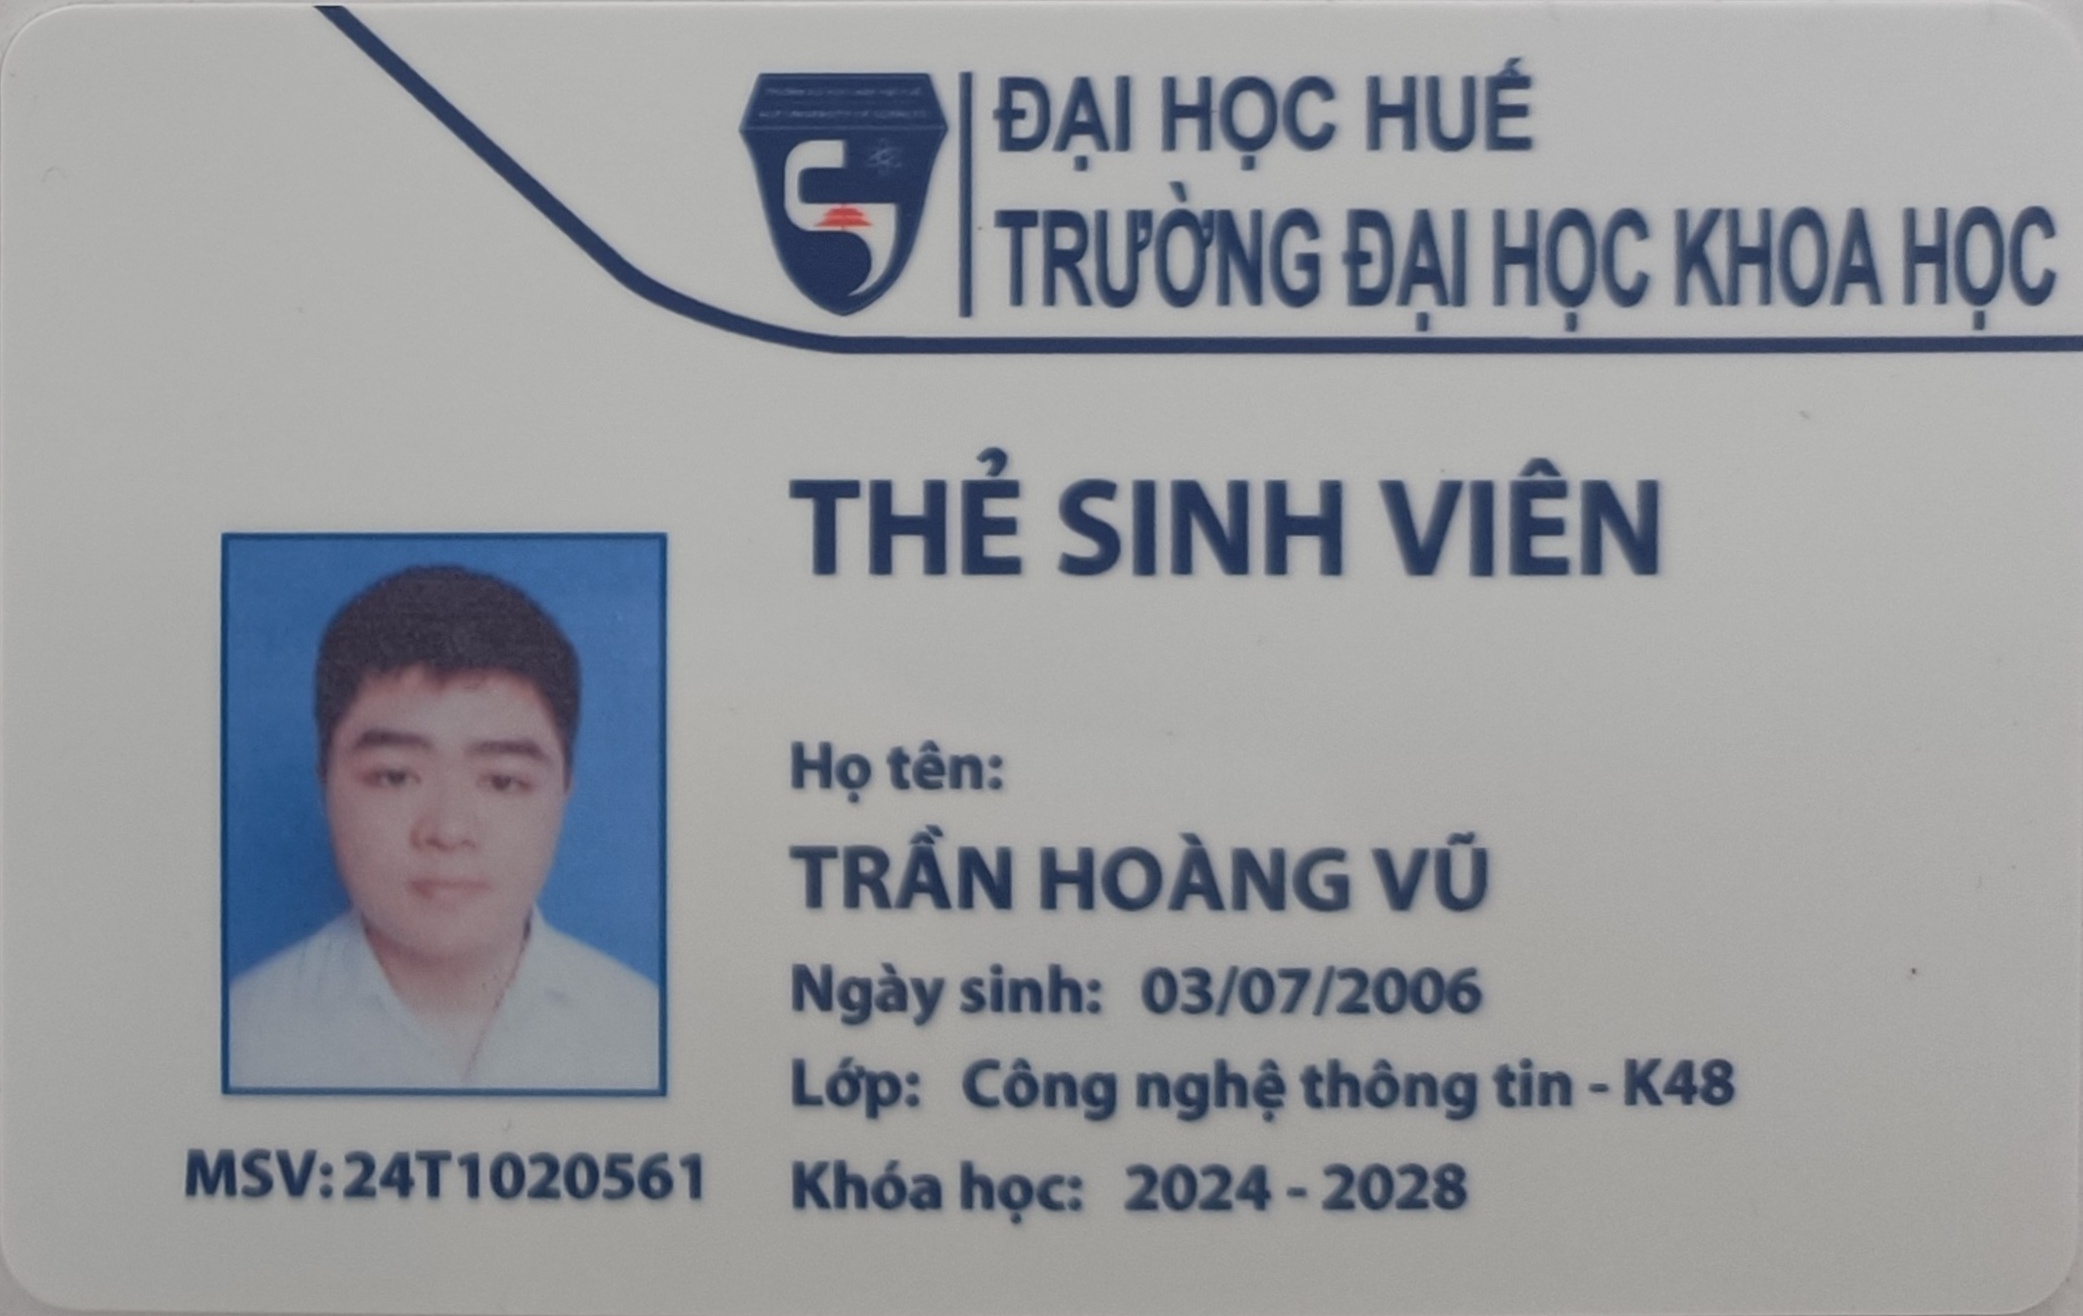 ĐẠI HỌC HUẾ
TRƯỜNG ĐẠI HỌC KHOA HỌC
THẺ SINH VIÊN
Họ tên:
TRẦN HOÀNG VŨ
Ngày sinh: 03/07/2006
Lớp: Công nghệ thông tin - K48
Khóa học: 2024 - 2028
MSV: 24T1020561